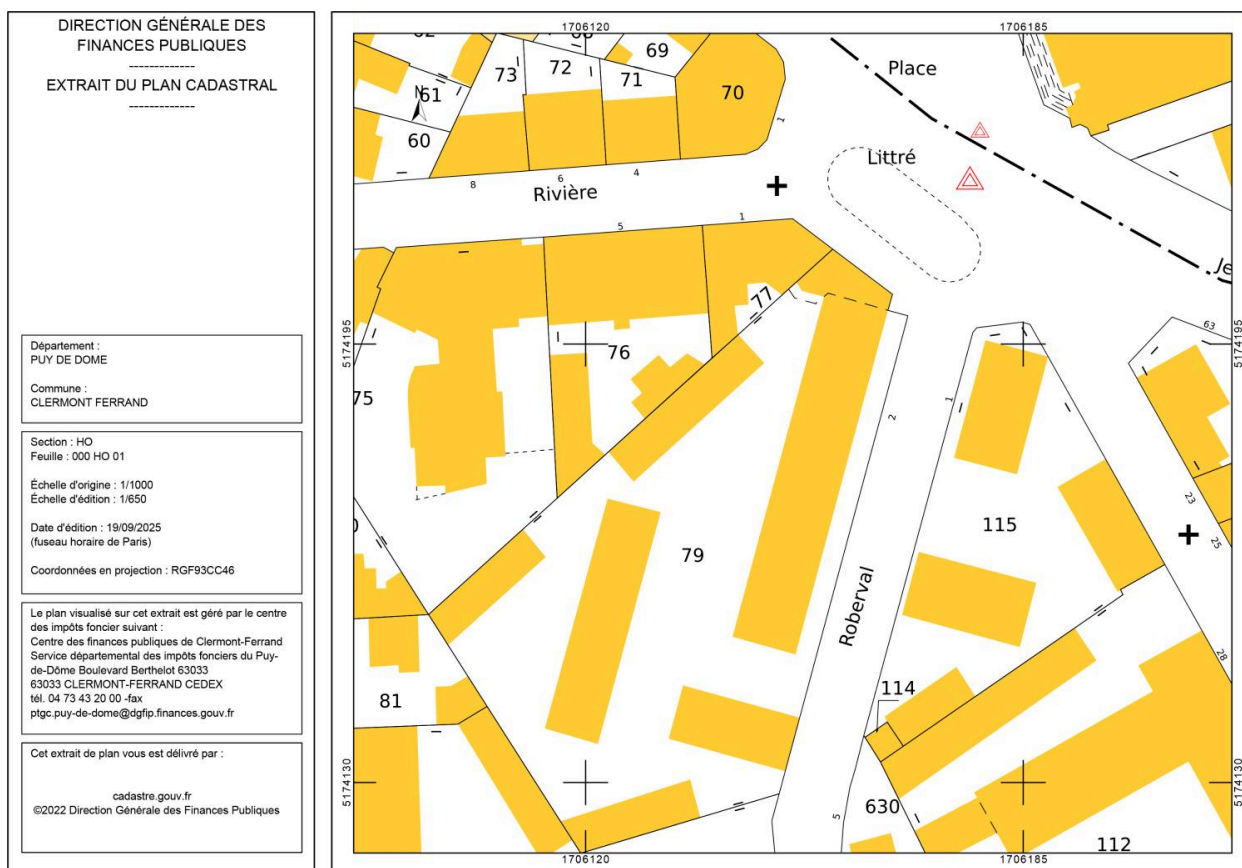 DIRECTION GÉNÉRALE DES
FINANCES PUBLIQUES
-------------
EXTRAIT DU PLAN CADASTRAL
-------------
Département :
PUY DE DOME
Commune :
CLERMONT FERRAND
Section : HO
Feuille : 000 HO 01
Échelle d'origine : 1/1000
Échelle d'édition : 1/650
Date d'édition : 19/09/2025
(fuseau horaire de Paris)
Coordonnées en projection : RGF93CC46
Le plan visualisé sur cet extrait est géré par le centre
des impôts foncier suivant :
Centre des finances publiques de Clermont-Ferrand
Service départemental des impôts fonciers du Puy-
de-Dôme Boulevard Berthelot 63033
63033 CLERMONT-FERRAND CEDEX
tél. 04 73 43 20 00 -fax
ptgc.puy-de-dome@dgfip.finances.gouv.fr
Cet extrait de plan vous est délivré par :
cadastre.gouv.fr
©2022 Direction Générale des Finances Publiques
1706120
1706185
69
Place
73
72
71
70
61
N
60
1
Littré
8
6
4
Rivière
5
1
Je
77
63
5174195
5174195
76
75
2
1
23
115
25
79
Roberval
28
114
81
5174130
5174130
630
5
112
1706120
1706185